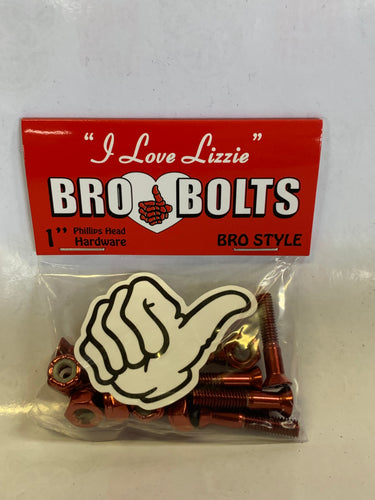 "I Love Lizzie"
BRO BOLTS
1" Phillips Head Hardware
BRO STYLE